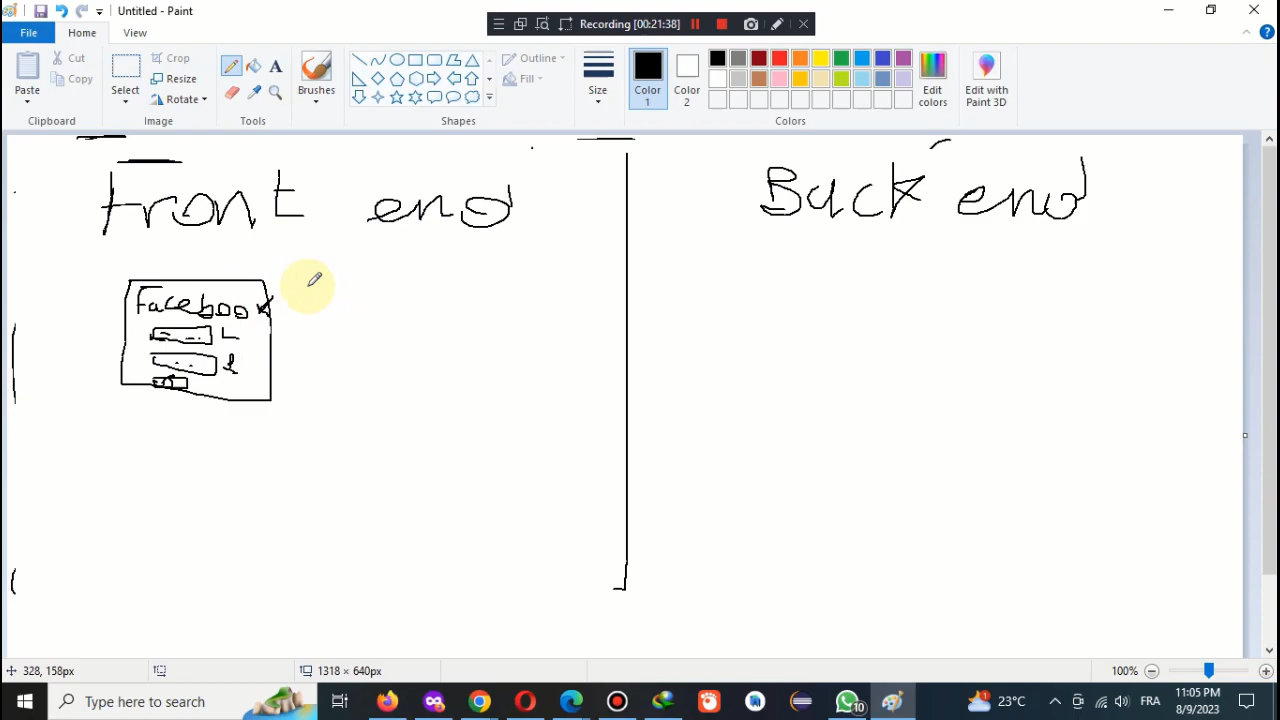 Untitled - Paint
Recording [00:21:38]
File
Home
View
Paste
Cut
Copy
Clipboard
Select
Crop
Resize
Rotate
Image
Tools
Brushes
Shapes
Outline
Fill
Size
Color 1
Color 2
Edit colors
Colors
Edit with Paint 3D
Front end
Back end
Facebook
L
328, 158px
1318 × 640px
100%
Type here to search
10
1
23°C
FRA
11:05 PM
8/9/2023